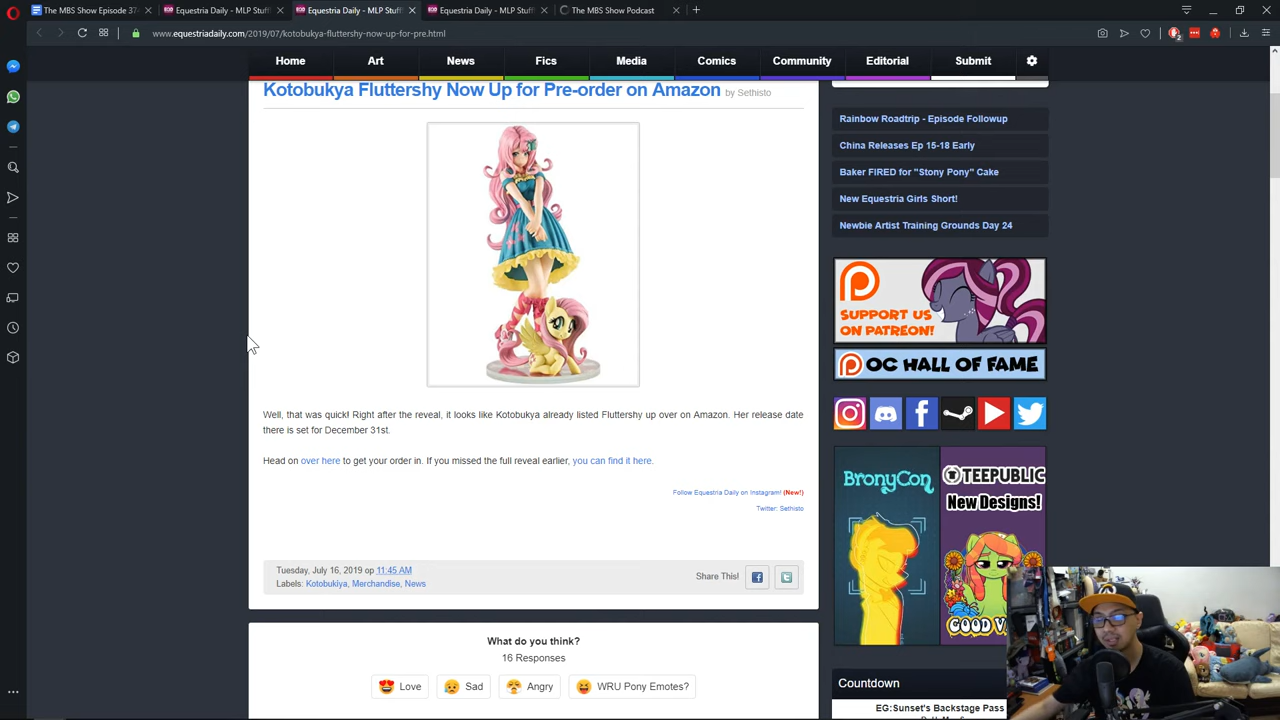 The MBS Show Episode 37
Equestria Daily - MLP Stuff!
Equestria Daily - MLP Stuff!
Equestria Daily - MLP Stuff!
The MBS Show Podcast
www.equestriadaily.com/2019/07/kotobukya-fluttershy-now-up-for-pre.html
2
Home
Art
News
Fics
Media
Comics
Community
Editorial
Submit
Kotobukya Fluttershy Now Up for Pre-order on Amazon by Sethisto
Well, that was quick! Right after the reveal, it looks like Kotobukya already listed Fluttershy up over on Amazon. Her release date
there is set for December 31st.
Head on over here to get your order in. If you missed the full reveal earlier, you can find it here.
Follow Equestria Daily on Instagram! (New!)
Twitter: Sethisto
Tuesday, July 16, 2019 op 11:45 AM
Labels: Kotobukiya, Merchandise, News
Share This!
What do you think?
16 Responses
Love
Sad
Angry
WRU Pony Emotes?
Rainbow Roadtrip - Episode Followup
China Releases Ep 15-18 Early
Baker FIRED for "Stony Pony" Cake
New Equestria Girls Short!
Newbie Artist Training Grounds Day 24
SUPPORT US
ON PATREON!
OC HALL OF FAME
BRONYCON
TEEPUBLIC
New Designs!
GOOD V
Countdown
EG:Sunset's Backstage Pass